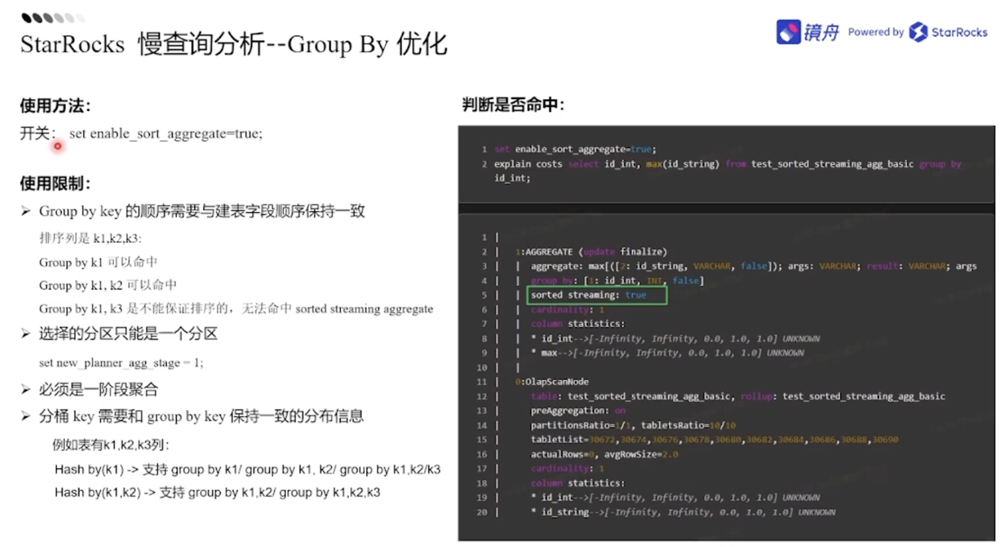 StarRocks 慢查询分析--Group By 优化
镜舟 Powered by StarRocks
使用方法：
开关： set enable_sort_aggregate=true;
使用限制：
➢ Group by key 的顺序需要与建表字段顺序保持一致
排序列是 k1,k2,k3:
Group by k1 可以命中
Group by k1, k2 可以命中
Group by k1, k3 是不能保证排序的，无法命中 sorted streaming aggregate
➢ 选择的分区只能是一个分区
set new_planner_agg_stage = 1;
➢ 必须是一阶段聚合
➢ 分桶 key 需要和 group by key 保持一致的分布信息
例如表有k1,k2,k3列：
Hash by(k1) -> 支持 group by k1/ group by k1, k2/ group by k1,k2/k3
Hash by(k1,k2) -> 支持 group by k1,k2/ group by k1,k2,k3
判断是否命中：
1 set enable_sort_aggregate=true;
2 explain costs select id_int, max(id_string) from test_sorted_streaming_agg_basic group by
id_int;
1 |
2 | 1:AGGREGATE (update finalize)
3 | | aggregate: max[([2: id_string, VARCHAR, false]); args: VARCHAR; result: VARCHAR; args
4 | | group by: [1: id_int, INT, false]
5 | | sorted streaming: true
6 | | cardinality: 1
7 | | column statistics:
8 | | * id_int-->[-Infinity, Infinity, 0.0, 1.0, 1.0] UNKNOWN
9 | | * max-->[-Infinity, Infinity, 0.0, 1.0, 1.0] UNKNOWN
10 | |
11 | 0:OlapScanNode
12 | table: test_sorted_streaming_agg_basic, rollup: test_sorted_streaming_agg_basic
13 | preAggregation: on
14 | partitionsRatio=1/1, tabletsRatio=10/10
15 | tabletList=30672,30674,30676,30678,30680,30682,30684,30686,30688,30690
16 | actualRows=0, avgRowSize=2.0
17 | cardinality: 1
18 | column statistics:
19 | * id_int-->[-Infinity, Infinity, 0.0, 1.0, 1.0] UNKNOWN
20 | * id_string-->[-Infinity, Infinity, 0.0, 1.0, 1.0] UNKNOWN